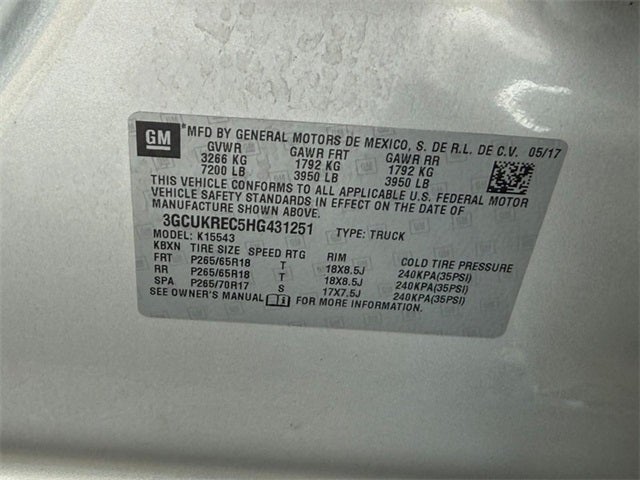 GM *MFD BY GENERAL MOTORS DE MEXICO, S. DE R.L. DE C.V. 05/17
GVWR GAWR FRT GAWR RR
3266 KG 1792 KG 1792 KG
7200 LB 3950 LB 3950 LB
THIS VEHICLE CONFORMS TO ALL APPLICABLE U.S. FEDERAL MOTOR
VEHICLE SAFETY STANDARDS IN EFFECT ON THE DATE OF
MANUFACTURE SHOWN ABOVE.
3GCUKREC5HG431251 TYPE: TRUCK
MODEL: K15543
KBXN TIRE SIZE SPEED RTG RIM COLD TIRE PRESSURE
FRT P265/65R18 T 18X8.5J 240KPA(35PSI)
RR P265/65R18 T 18X8.5J 240KPA(35PSI)
SPA P265/70R17 S 17X7.5J 240KPA(35PSI)
SEE OWNER'S MANUAL FOR MORE INFORMATION.